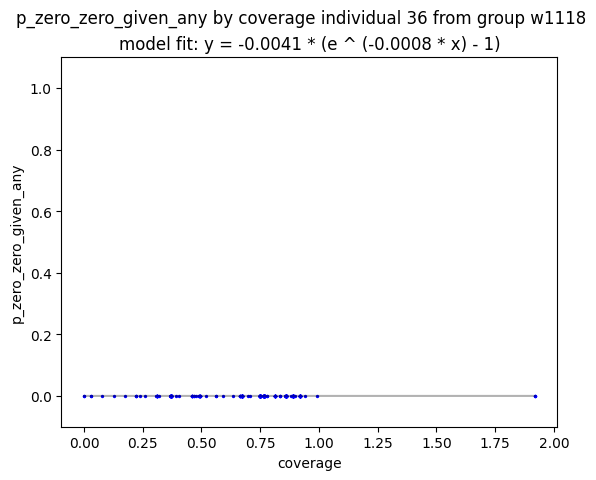 p_zero_zero_given_any by coverage individual 36 from group w1118
model fit: y = -0.0041 * (e ^ (-0.0008 * x) - 1)
1.0
0.8
0.6
0.4
0.2
0.0
p_zero_zero_given_any
0.00 0.25 0.50 0.75 1.00 1.25 1.50 1.75 2.00
coverage